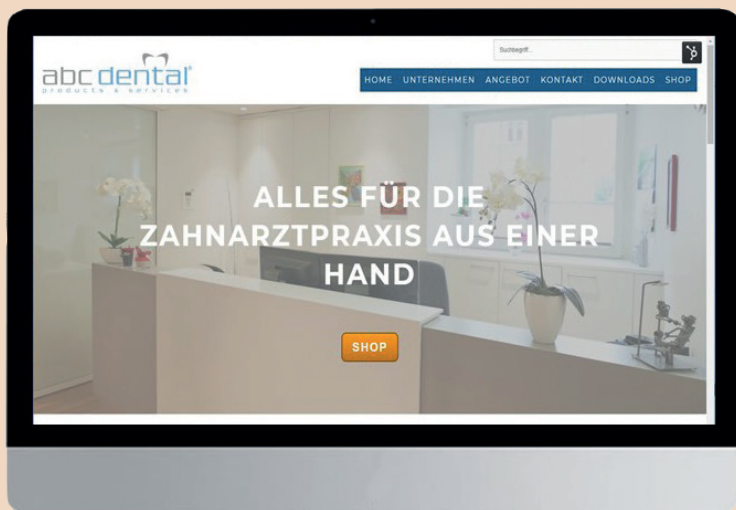 abc dental®
products & services
Suchbegriff...
HOME UNTERNEHMEN ANGEBOT KONTAKT DOWNLOADS SHOP
ALLES FÜR DIE
ZAHNARZTPRAXIS AUS EINER
HAND
SHOP